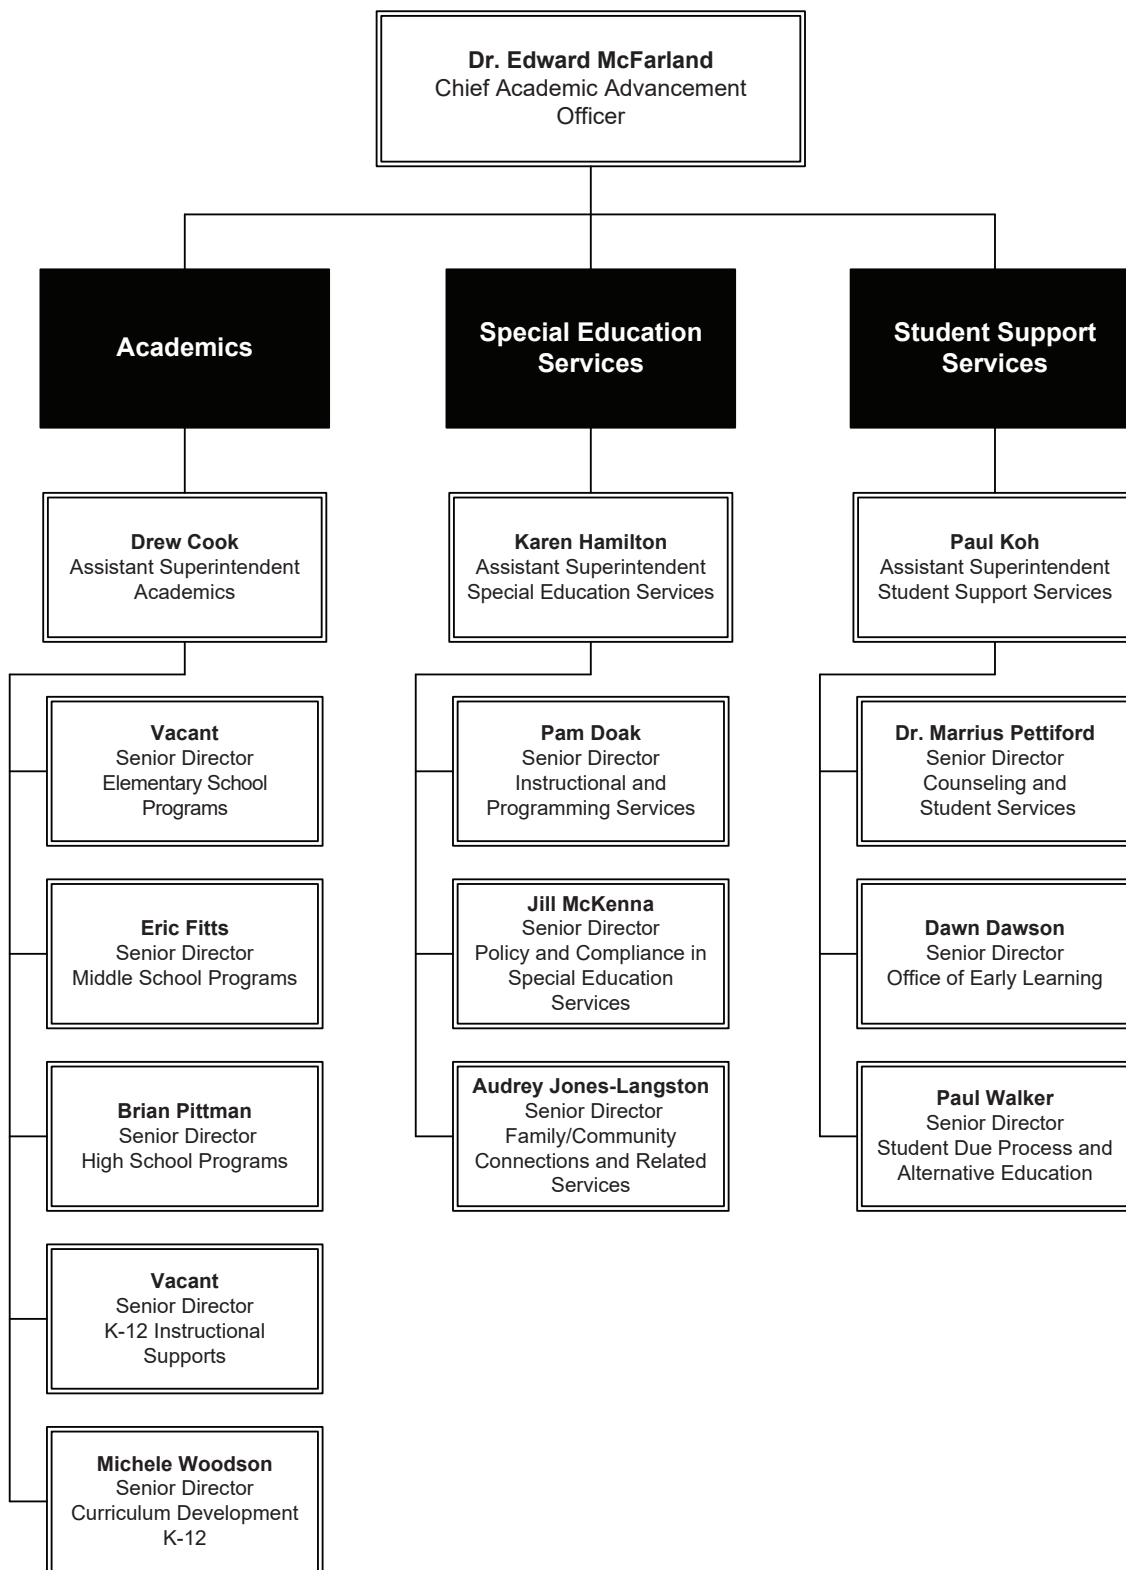 Dr. Edward McFarland
Chief Academic Advancement
Officer
Academics
Special Education
Services
Student Support
Services
Drew Cook
Assistant Superintendent
Academics
Karen Hamilton
Assistant Superintendent
Special Education Services
Paul Koh
Assistant Superintendent
Student Support Services
Vacant
Senior Director
Elementary School
Programs
Eric Fitts
Senior Director
Middle School Programs
Brian Pittman
Senior Director
High School Programs
Vacant
Senior Director
K-12 Instructional
Supports
Michele Woodson
Senior Director
Curriculum Development
K-12
Pam Doak
Senior Director
Instructional and
Programming Services
Jill McKenna
Senior Director
Policy and Compliance in
Special Education
Services
Audrey Jones-Langston
Senior Director
Family/Community
Connections and Related
Services
Dr. Marrius Pettiford
Senior Director
Counseling and
Student Services
Dawn Dawson
Senior Director
Office of Early Learning
Paul Walker
Senior Director
Student Due Process and
Alternative Education